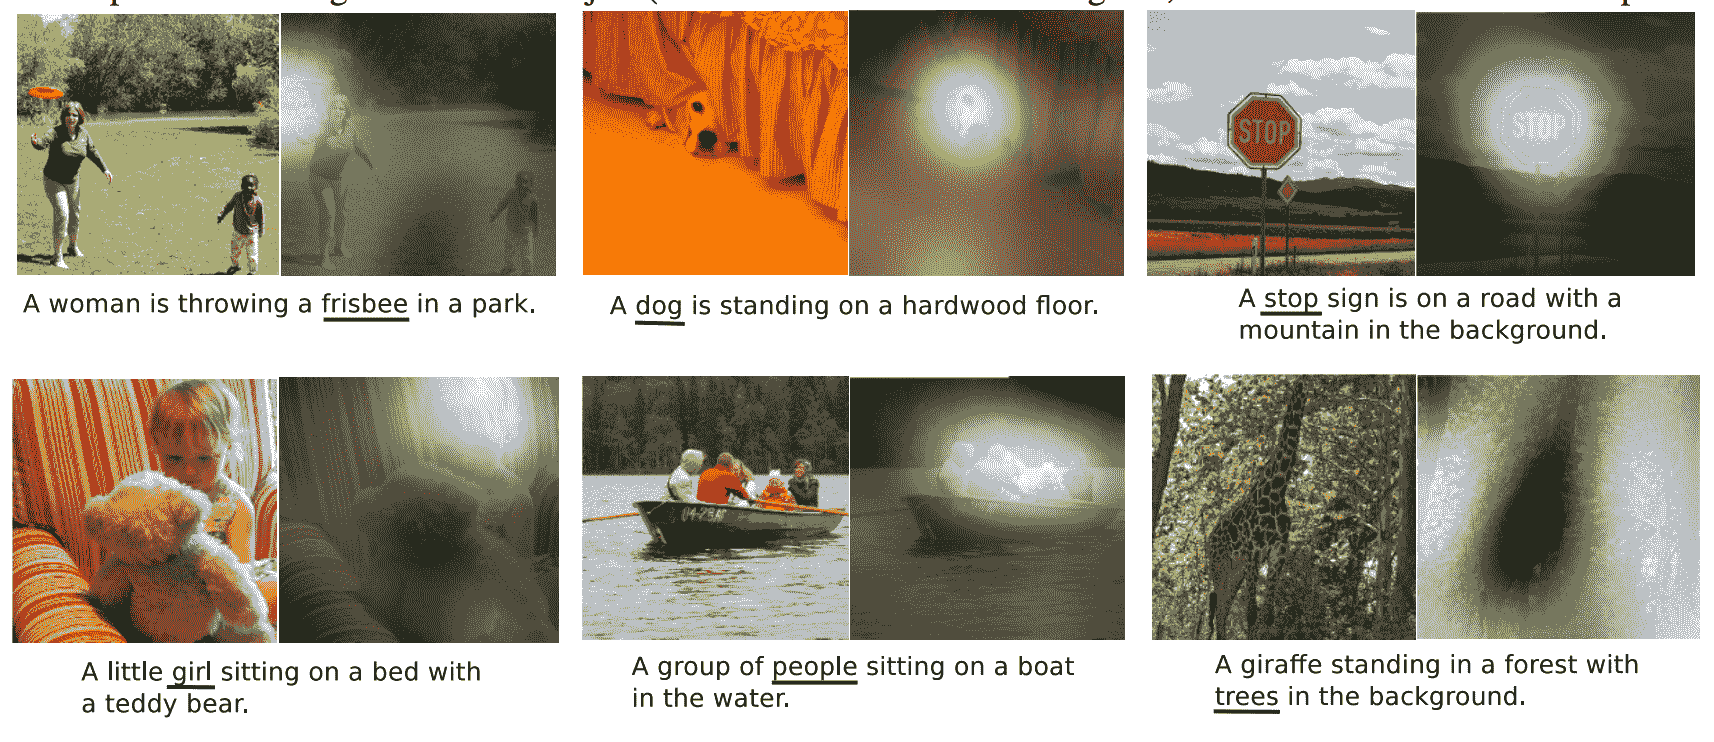 A woman is throwing a frisbee in a park.
A dog is standing on a hardwood floor.
STOP
STOP
A stop sign is on a road with a
mountain in the background.
A little girl sitting on a bed with
a teddy bear.
A group of people sitting on a boat
in the water.
A giraffe standing in a forest with
trees in the background.